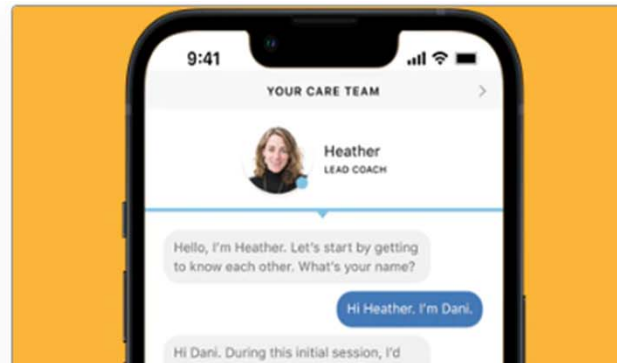 9:41
YOUR CARE TEAM
Heather
LEAD COACH
Hello, I'm Heather. Let's start by getting
to know each other. What's your name?
Hi Heather. I'm Dani.
Hi Dani. During this initial session, I'd